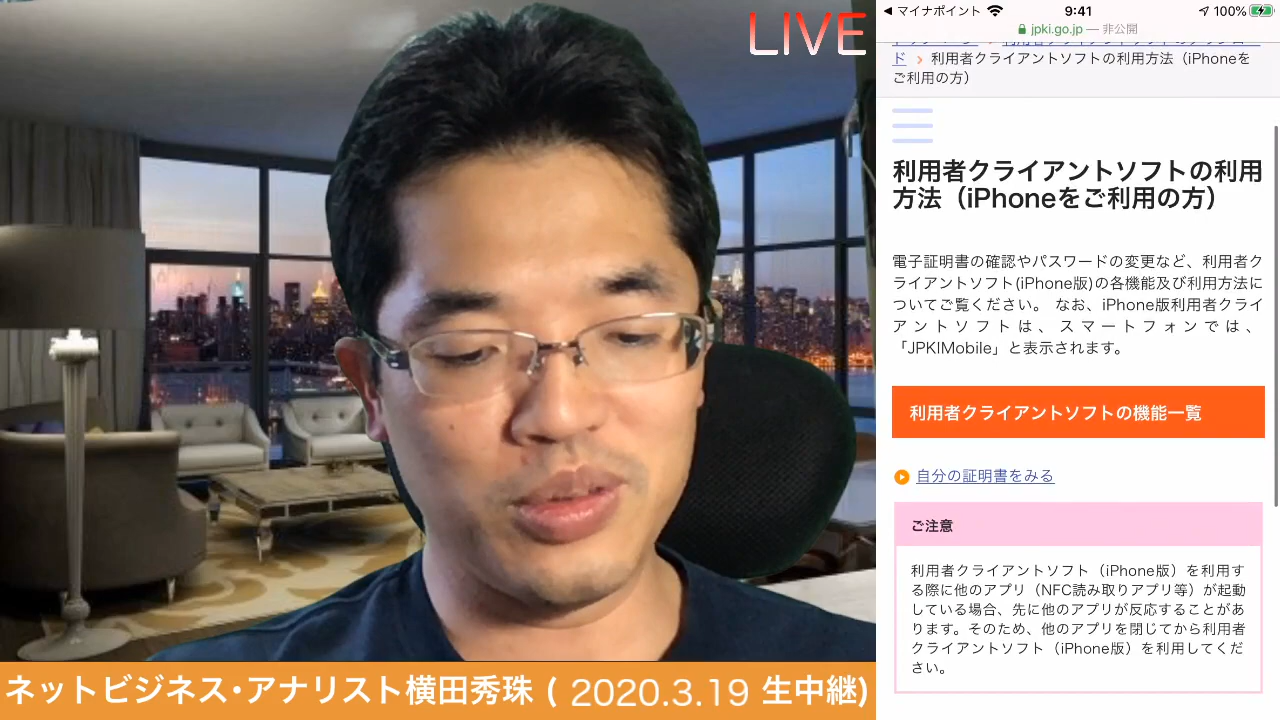 LIVE
ネットビジネス・アナリスト横田秀珠 ( 2020.3.19 生中継)
マイナポイント
9:41
100%
jpki.go.jp — 非公開
ド › 利用者クライアントソフトの利用方法（iPhoneを
ご利用の方）
利用者クライアントソフトの利用
方法（iPhoneをご利用の方）
電子証明書の確認やパスワードの変更など、利用者ク
ライアントソフト(iPhone版)の各機能及び利用方法に
ついてご覧ください。 なお、iPhone版利用者クライ
アントソフトは、スマートフォンでは、
「JPKIMobile」と表示されます。
利用者クライアントソフトの機能一覧
自分の証明書をみる
ご注意
利用者クライアントソフト（iPhone版）を利用す
る際に他のアプリ（NFC読み取りアプリ等）が起動
している場合、先に他のアプリが反応することがあ
ります。そのため、他のアプリを閉じてから利用者
クライアントソフト（iPhone版）を利用してくだ
さい。